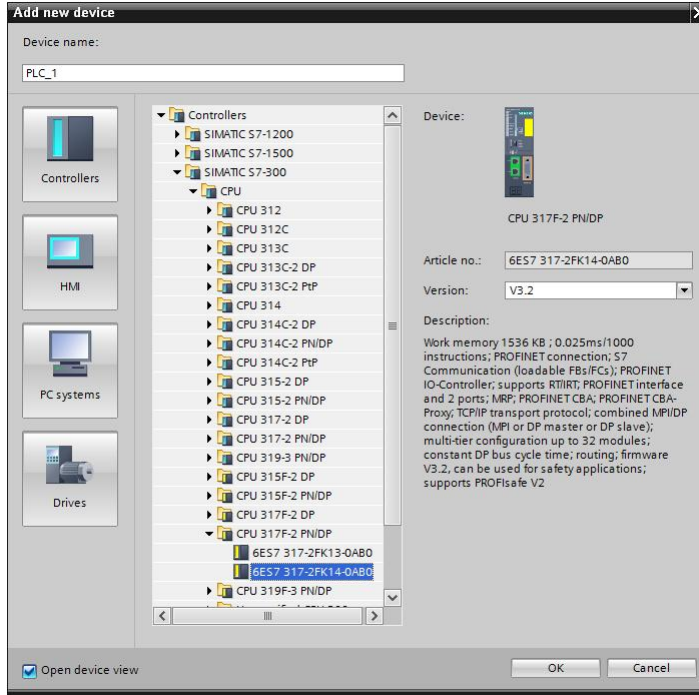 Add new device
Device name:
PLC_1
Controllers
HMI
PC systems
Drives
Controllers
SIMATIC S7-1200
SIMATIC S7-1500
SIMATIC S7-300
CPU
CPU 312
CPU 312C
CPU 313C
CPU 313C-2 DP
CPU 313C-2 PtP
CPU 314
CPU 314C-2 DP
CPU 314C-2 PN/DP
CPU 314C-2 PtP
CPU 315-2 DP
CPU 315-2 PN/DP
CPU 317-2 DP
CPU 317-2 PN/DP
CPU 319-3 PN/DP
CPU 315F-2 DP
CPU 315F-2 PN/DP
CPU 317F-2 DP
CPU 317F-2 PN/DP
6ES7 317-2FK13-0AB0
6ES7 317-2FK14-0AB0
CPU 319F-3 PN/DP
Device:
CPU 317F-2 PN/DP
Article no.:
6ES7 317-2FK14-0AB0
Version:
V3.2
Description:
Work memory 1536 KB ; 0.025ms/1000
instructions; PROFINET connection; S7
Communication (loadable FBs/FCs); PROFINET
IO-Controller; supports RT/IRT; PROFINET interface
and 2 ports; MRP; PROFINET CBA; PROFINET CBA-
Proxy; TCP/IP transport protocol; combined MPI/DP
connection (MPI or DP master or DP slave);
multi-tier configuration up to 32 modules;
constant DP bus cycle time; routing; firmware
V3.2, can be used for safety applications;
supports PROFIsafe V2
Open device view
OK
Cancel